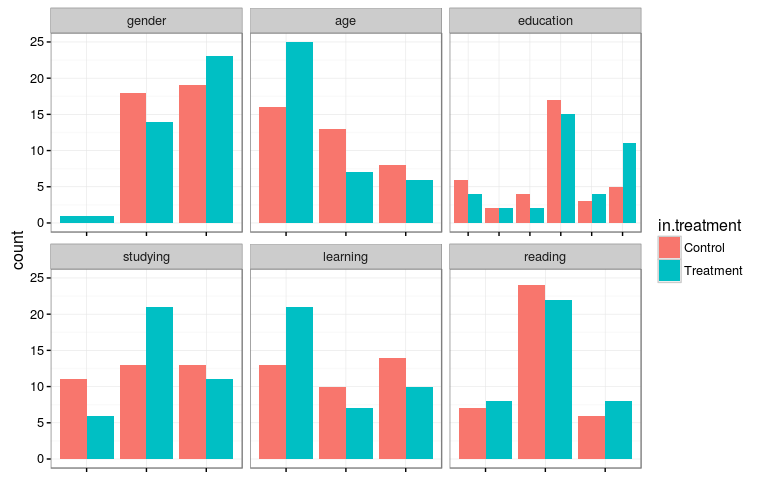 gender
age
education
25
20
15
10
5
0
studying
learning
reading
25
20
15
10
5
0
count
in.treatment
Control
Treatment